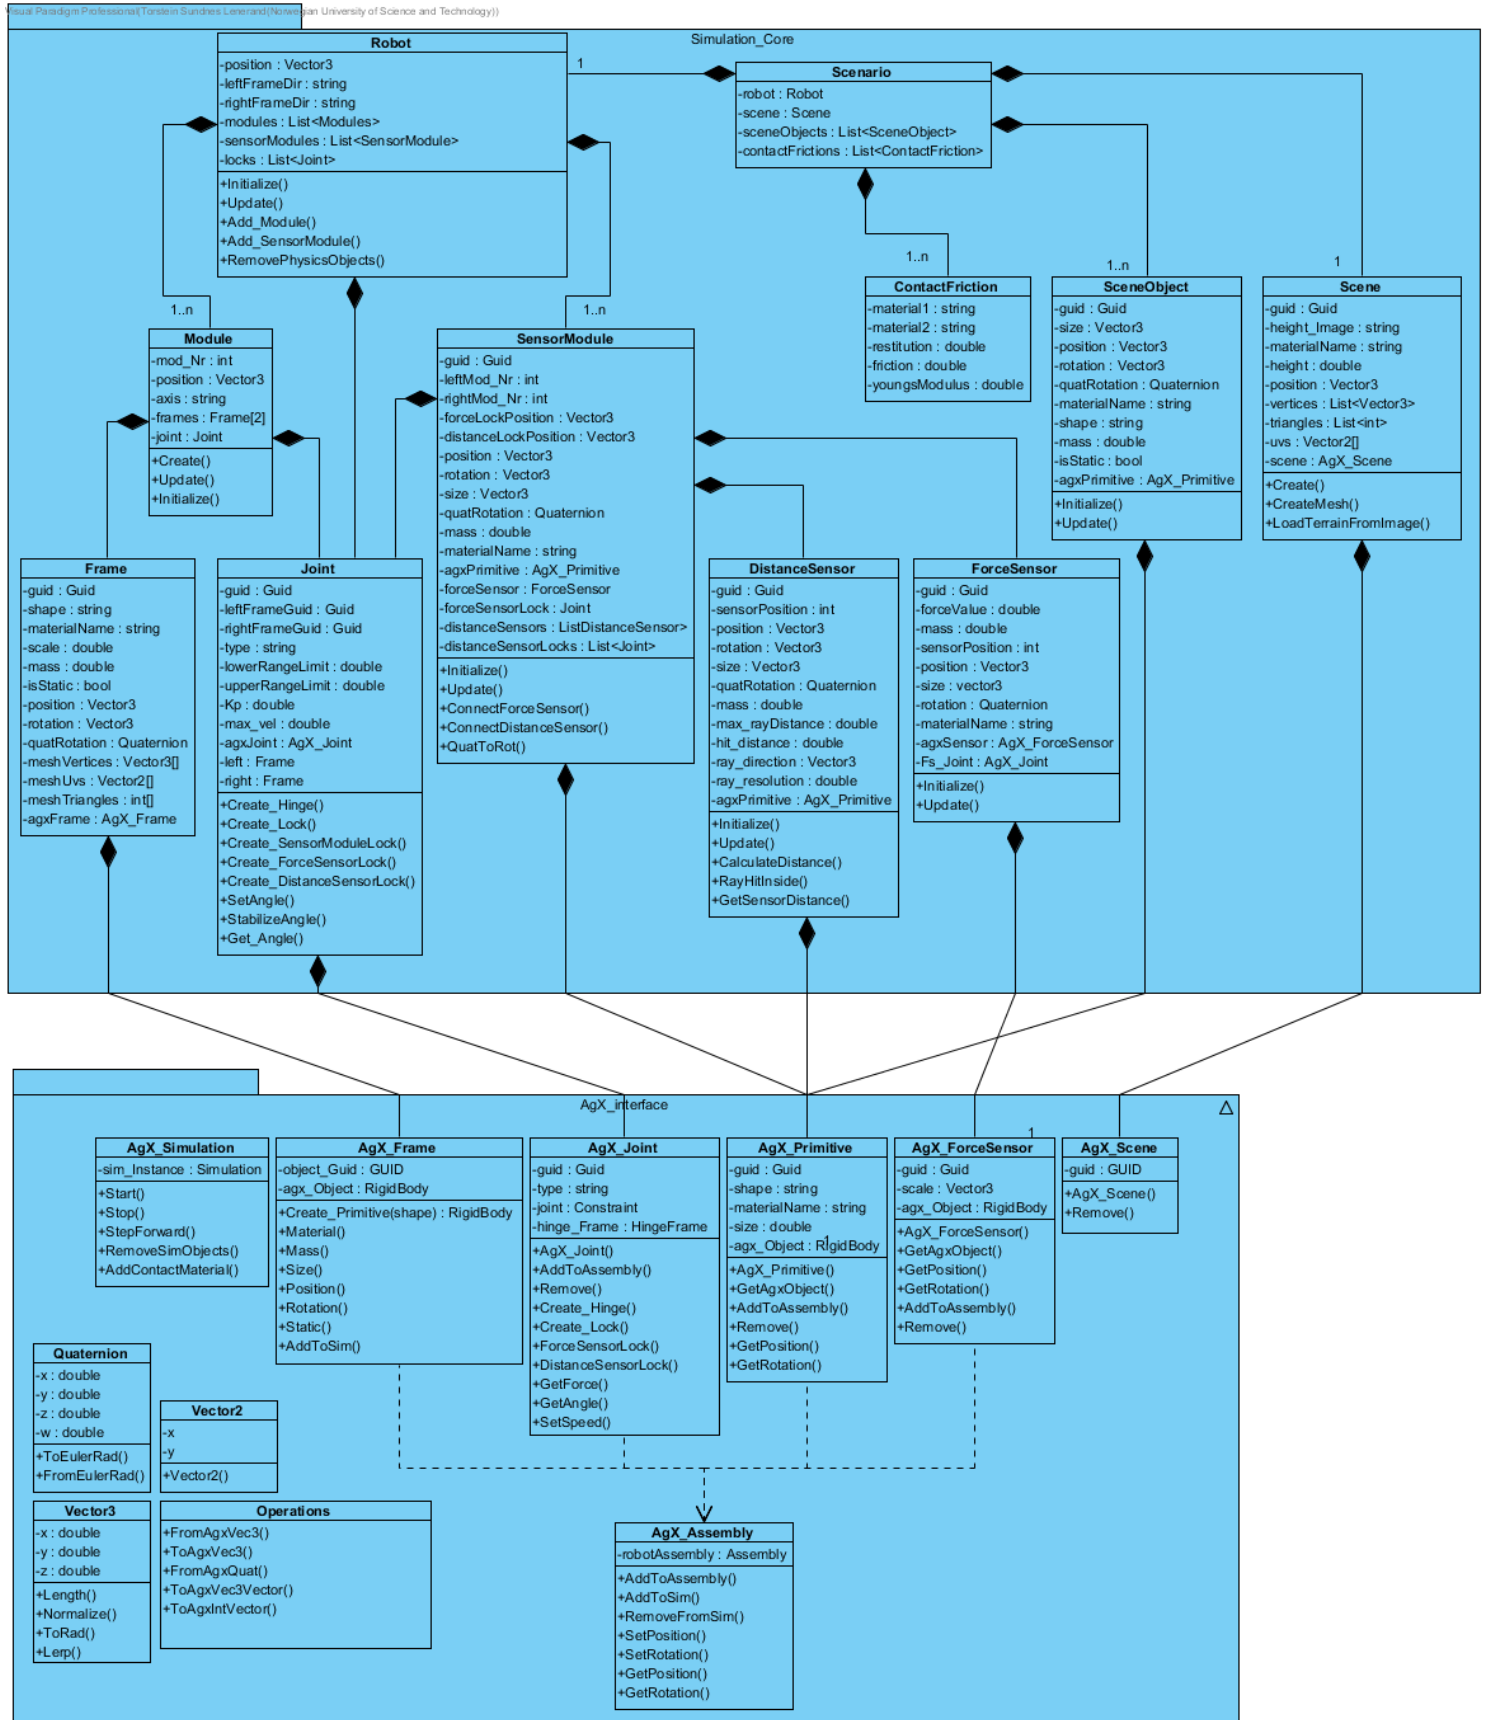 Visual Paradigm Professional(Torstein Sundnes Lenerand(Norwegian University of Science and Technology))
Simulation_Core
Robot
-position : Vector3
-leftFrameDir : string
-rightFrameDir : string
-modules : List<Modules>
-sensorModules : List<SensorModule>
-locks : List<Joint>
+Initialize()
+Update()
+Add_Module()
+Add_SensorModule()
+RemovePhysicsObjects()
1
Scenario
-robot : Robot
-scene : Scene
-sceneObjects : List<SceneObject>
-contactFrictions : List<ContactFriction>
1..n
1..n
1..n
1..n
1
Module
-mod_Nr : int
-position : Vector3
-axis : string
-frames : Frame[2]
-joint : Joint
+Create()
+Update()
+Initialize()
SensorModule
-guid : Guid
-leftMod_Nr : int
-rightMod_Nr : int
-forceLockPosition : Vector3
-distanceLockPosition : Vector3
-position : Vector3
-rotation : Vector3
-size : Vector3
-quatRotation : Quaternion
-mass : double
-materialName : string
-agxPrimitive : AgX_Primitive
-forceSensor : ForceSensor
-forceSensorLock : Joint
-distanceSensors : ListDistanceSensor>
-distanceSensorLocks : List<Joint>
+Initialize()
+Update()
+ConnectForceSensor()
+ConnectDistanceSensor()
+QuatToRot()
ContactFriction
-material1 : string
-material2 : string
-restitution : double
-friction : double
-youngsModulus : double
SceneObject
-guid : Guid
-size : Vector3
-position : Vector3
-rotation : Vector3
-quatRotation : Quaternion
-materialName : string
-shape : string
-mass : double
-isStatic : bool
-agxPrimitive : AgX_Primitive
+Initialize()
+Update()
Scene
-guid : Guid
-height_Image : string
-materialName : string
-height : double
-position : Vector3
-vertices : List<Vector3>
-triangles : List<int>
-uvs : Vector2[]
-scene : AgX_Scene
+Create()
+CreateMesh()
+LoadTerrainFromImage()
Frame
-guid : Guid
-shape : string
-materialName : string
-scale : double
-mass : double
-isStatic : bool
-position : Vector3
-rotation : Vector3
-quatRotation : Quaternion
-meshVertices : Vector3[]
-meshUvs : Vector2[]
-meshTriangles : int[]
-agxFrame : AgX_Frame
Joint
-guid : Guid
-leftFrameGuid : Guid
-rightFrameGuid : Guid
-type : string
-lowerRangeLimit : double
-upperRangeLimit : double
-Kp : double
-max_vel : double
-agxJoint : AgX_Joint
-left : Frame
-right : Frame
+Create_Hinge()
+Create_Lock()
+Create_SensorModuleLock()
+Create_ForceSensorLock()
+Create_DistanceSensorLock()
+SetAngle()
+StabilizeAngle()
+Get_Angle()
DistanceSensor
-guid : Guid
-sensorPosition : int
-position : Vector3
-rotation : Vector3
-size : Vector3
-quatRotation : Quaternion
-mass : double
-max_rayDistance : double
-hit_distance : double
-ray_direction : Vector3
-ray_resolution : double
-agxPrimitive : AgX_Primitive
+Initialize()
+Update()
+CalculateDistance()
+RayHitInside()
+GetSensorDistance()
ForceSensor
-guid : Guid
-forceValue : double
-mass : double
-sensorPosition : int
-position : Vector3
-size : vector3
-rotation : Quaternion
-materialName : string
-agxSensor : AgX_ForceSensor
-Fs_Joint : AgX_Joint
+Initialize()
+Update()
AgX_interface
AgX_Simulation
-sim_Instance : Simulation
+Start()
+Stop()
+StepForward()
+RemoveSimObjects()
+AddContactMaterial()
AgX_Frame
-object_Guid : GUID
-agx_Object : RigidBody
+Create_Primitive(shape) : RigidBody
+Material()
+Mass()
+Size()
+Position()
+Rotation()
+Static()
+AddToSim()
AgX_Joint
-guid : Guid
-type : string
-joint : Constraint
-hinge_Frame : HingeFrame
+AgX_Joint()
+AddToAssembly()
+Remove()
+Create_Hinge()
+Create_Lock()
+ForceSensorLock()
+DistanceSensorLock()
+GetForce()
+GetAngle()
+SetSpeed()
AgX_Primitive
-guid : Guid
-shape : string
-materialName : string
-size : double
1
-agx_Object : RigidBody
+AgX_Primitive()
+GetAgxObject()
+AddToAssembly()
+Remove()
+GetPosition()
+GetRotation()
1
AgX_ForceSensor
-guid : Guid
-scale : Vector3
-agx_Object : RigidBody
+AgX_ForceSensor()
+GetAgxObject()
+GetPosition()
+GetRotation()
+AddToAssembly()
+Remove()
AgX_Scene
-guid : GUID
+AgX_Scene()
+Remove()
Quaternion
-x : double
-y : double
-z : double
-w : double
+ToEulerRad()
+FromEulerRad()
Vector2
-x
-y
+Vector2()
Vector3
-x : double
-y : double
-z : double
+Length()
+Normalize()
+ToRad()
+Lerp()
Operations
+FromAgxVec3()
+ToAgxVec3()
+FromAgxQuat()
+ToAgxVec3Vector()
+ToAgxIntVector()
AgX_Assembly
-robotAssembly : Assembly
+AddToAssembly()
+AddToSim()
+RemoveFromSim()
+SetPosition()
+SetRotation()
+GetPosition()
+GetRotation()